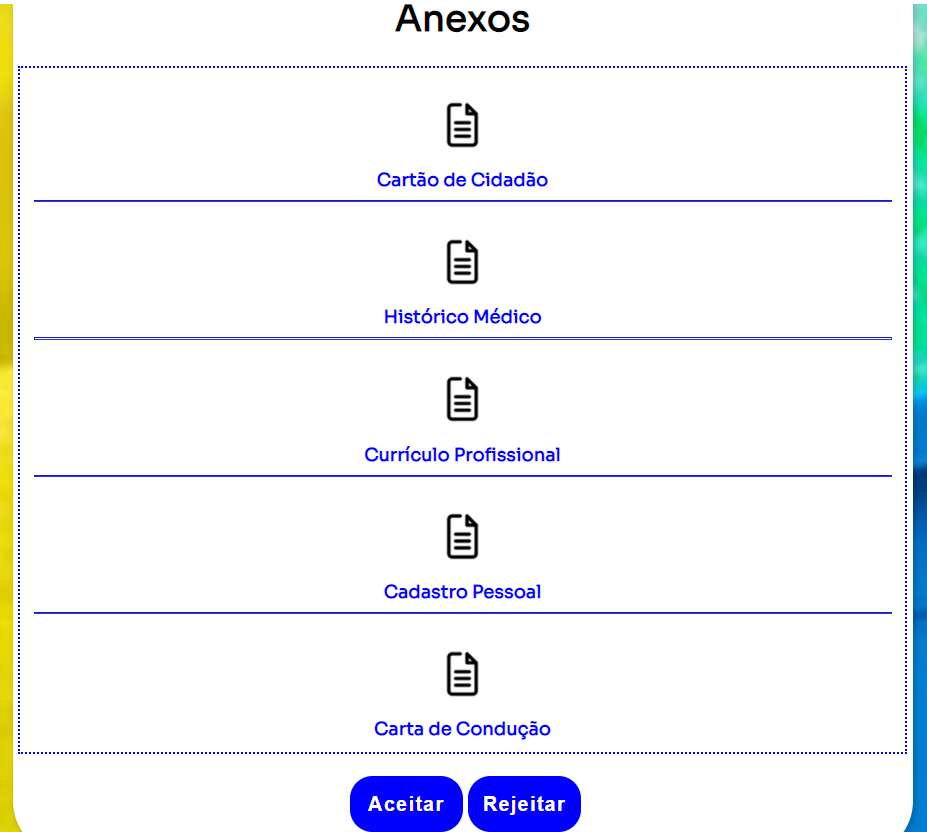 Anexos
Cartão de Cidadão
Histórico Médico
Currículo Profissional
Cadastro Pessoal
Carta de Condução
Aceitar Rejeitar